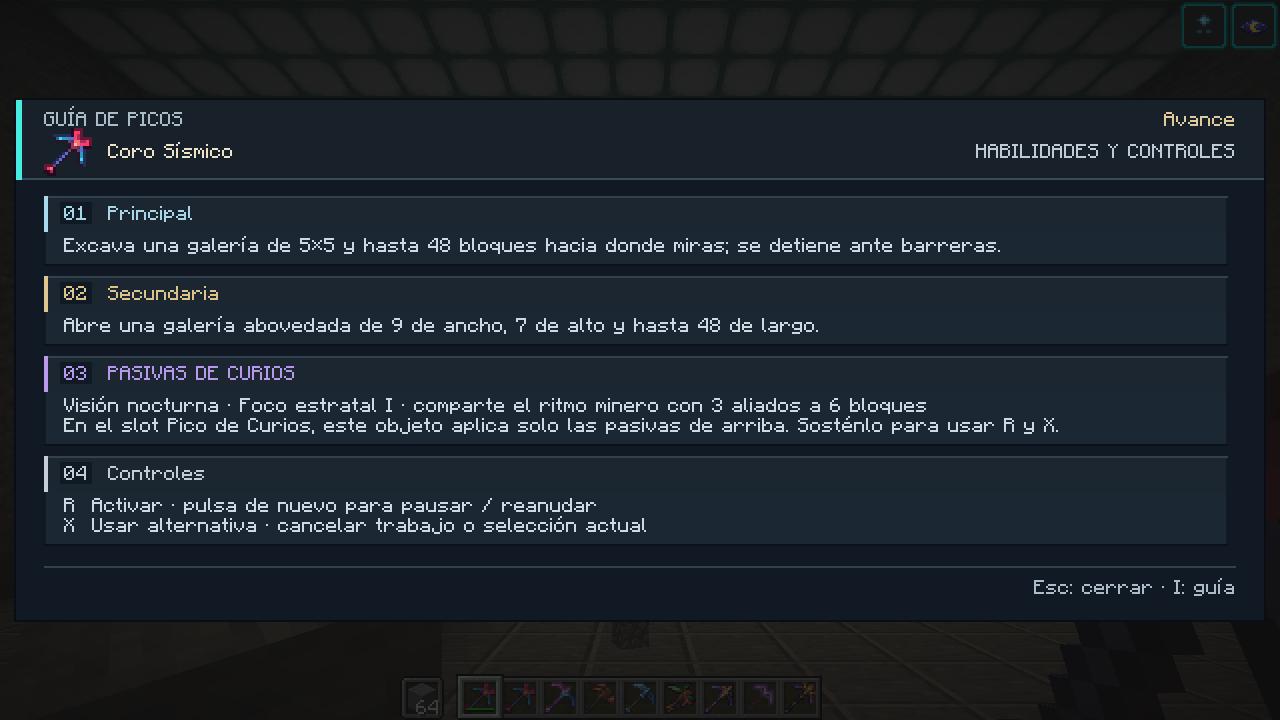 GUÍA DE PICOS
Avance
Coro Sísmico
HABILIDADES Y CONTROLES
01 Principal
Excava una galería de 5×5 y hasta 48 bloques hacia donde miras; se detiene ante barreras.
02 Secundaria
Abre una galería abovedada de 9 de ancho, 7 de alto y hasta 48 de largo.
03 PASIVAS DE CURIOS
Visión nocturna · Foco estratal I · comparte el ritmo minero con 3 aliados a 6 bloques
En el slot Pico de Curios, este objeto aplica solo las pasivas de arriba. Sosténlo para usar R y X.
04 Controles
R Activar · pulsa de nuevo para pausar / reanudar
X Usar alternativa · cancelar trabajo o selección actual
Esc: cerrar · I: guía
64